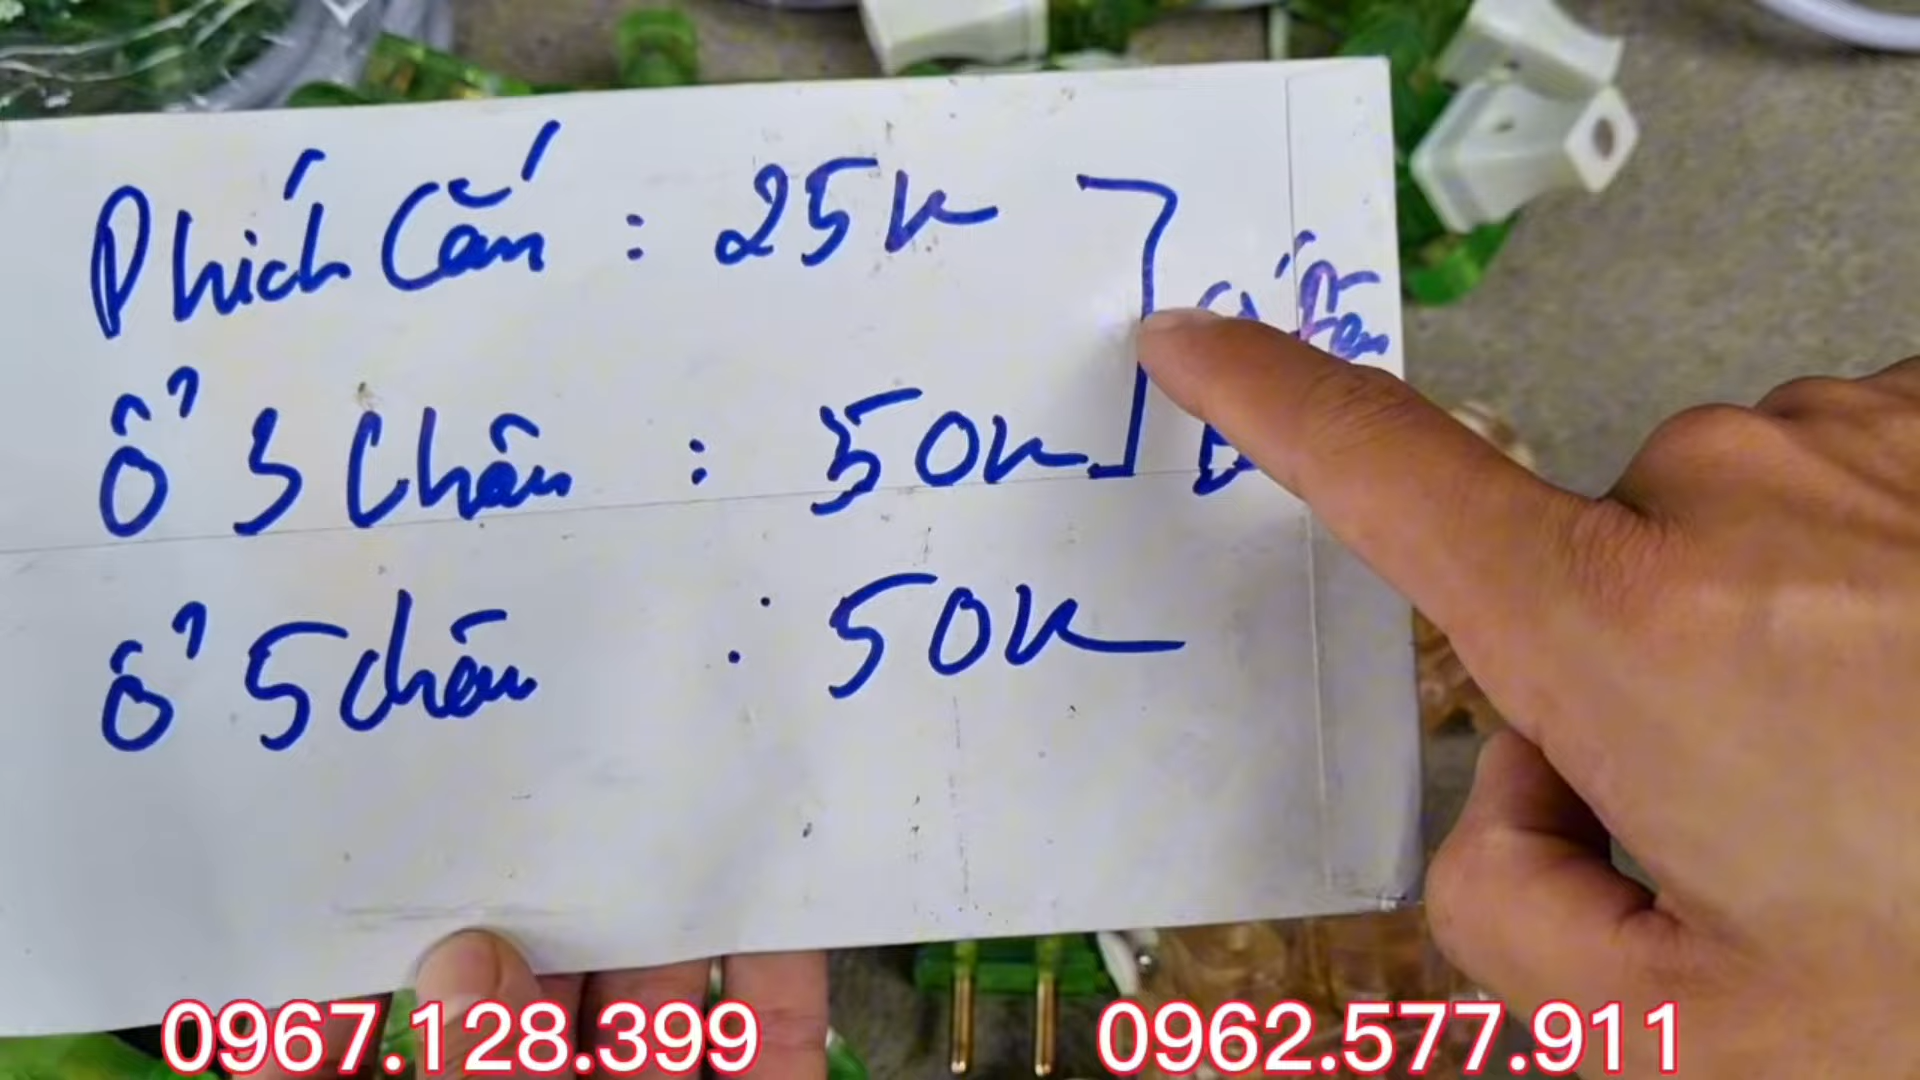 Phích Cắm : 25k
Ổ 3 Chân : 50k
Ổ 5 chân : 50k
0967.128.399
0962.577.911